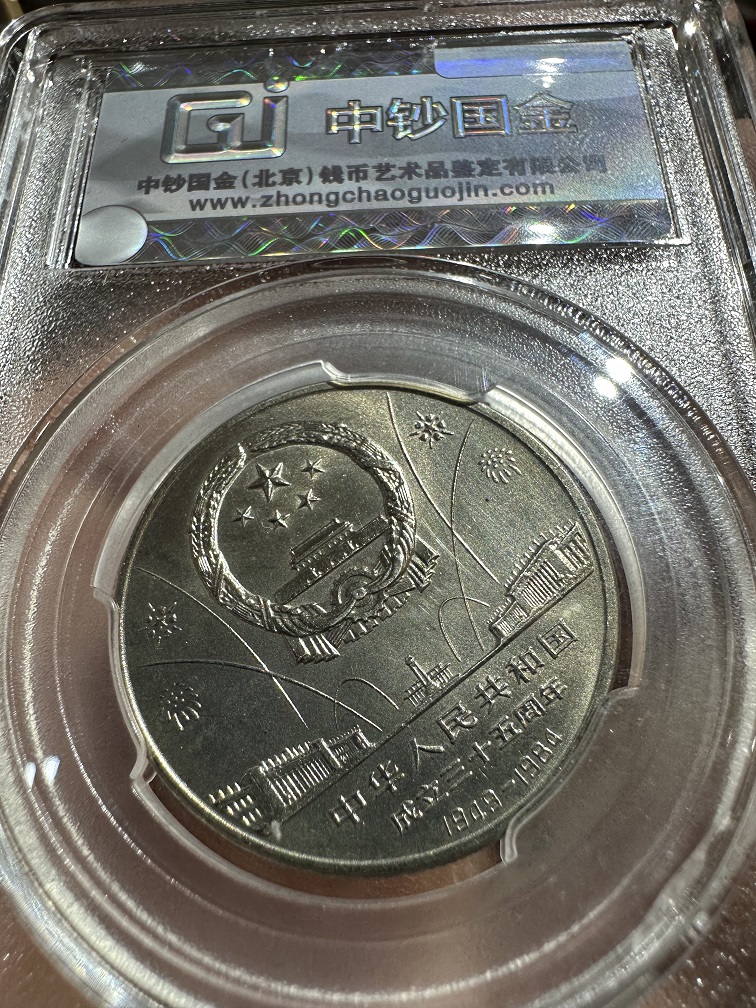 中钞国金
中钞国金(北京)钱币艺术品鉴定有限公司
www.zhongchaoguojin.com
中华人民共和国
成立三十五周年
1949-1984